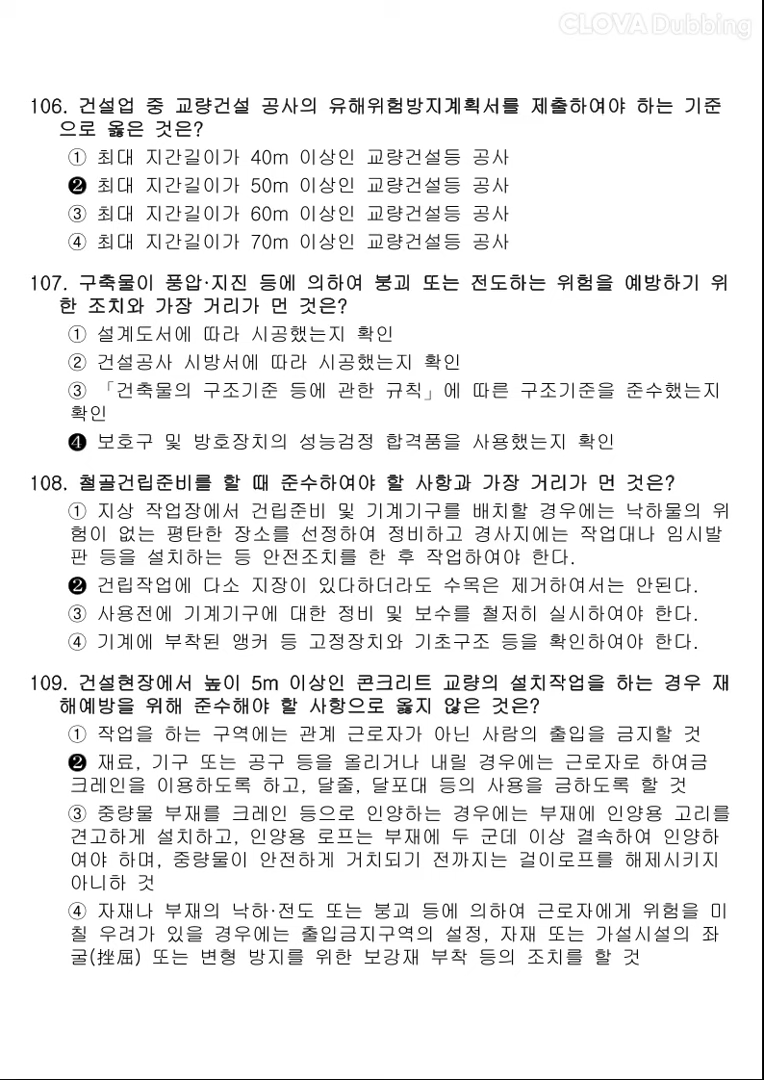 CLOVA Dubbing
106. 건설업 중 교량건설 공사의 유해위험방지계획서를 제출하여야 하는 기준
으로 옳은 것은?
① 최대 지간길이가 40m 이상인 교량건설등 공사
❷ 최대 지간길이가 50m 이상인 교량건설등 공사
③ 최대 지간길이가 60m 이상인 교량건설등 공사
④ 최대 지간길이가 70m 이상인 교량건설등 공사
107. 구축물이 풍압·지진 등에 의하여 붕괴 또는 전도하는 위험을 예방하기 위
한 조치와 가장 거리가 먼 것은?
① 설계도서에 따라 시공했는지 확인
② 건설공사 시방서에 따라 시공했는지 확인
③ 「건축물의 구조기준 등에 관한 규칙」에 따른 구조기준을 준수했는지
확인
❹ 보호구 및 방호장치의 성능검정 합격품을 사용했는지 확인
108. 철골건립준비를 할 때 준수하여야 할 사항과 가장 거리가 먼 것은?
① 지상 작업장에서 건립준비 및 기계기구를 배치할 경우에는 낙하물의 위
험이 없는 평탄한 장소를 선정하여 정비하고 경사지에는 작업대나 임시발
판 등을 설치하는 등 안전조치를 한 후 작업하여야 한다.
❷ 건립작업에 다소 지장이 있다하더라도 수목은 제거하여서는 안된다.
③ 사용전에 기계기구에 대한 정비 및 보수를 철저히 실시하여야 한다.
④ 기계에 부착된 앵커 등 고정장치와 기초구조 등을 확인하여야 한다.
109. 건설현장에서 높이 5m 이상인 콘크리트 교량의 설치작업을 하는 경우 재
해예방을 위해 준수해야 할 사항으로 옳지 않은 것은?
① 작업을 하는 구역에는 관계 근로자가 아닌 사람의 출입을 금지할 것
❷ 재료, 기구 또는 공구 등을 올리거나 내릴 경우에는 근로자로 하여금
크레인을 이용하도록 하고, 달줄, 달포대 등의 사용을 금하도록 할 것
③ 중량물 부재를 크레인 등으로 인양하는 경우에는 부재에 인양용 고리를
견고하게 설치하고, 인양용 로프는 부재에 두 군데 이상 결속하여 인양하
여야 하며, 중량물이 안전하게 거치되기 전까지는 걸이로프를 해제시키지
아니하 것
④ 자재나 부재의 낙하·전도 또는 붕괴 등에 의하여 근로자에게 위험을 미
칠 우려가 있을 경우에는 출입금지구역의 설정, 자재 또는 가설시설의 좌
굴(挫屈) 또는 변형 방지를 위한 보강재 부착 등의 조치를 할 것